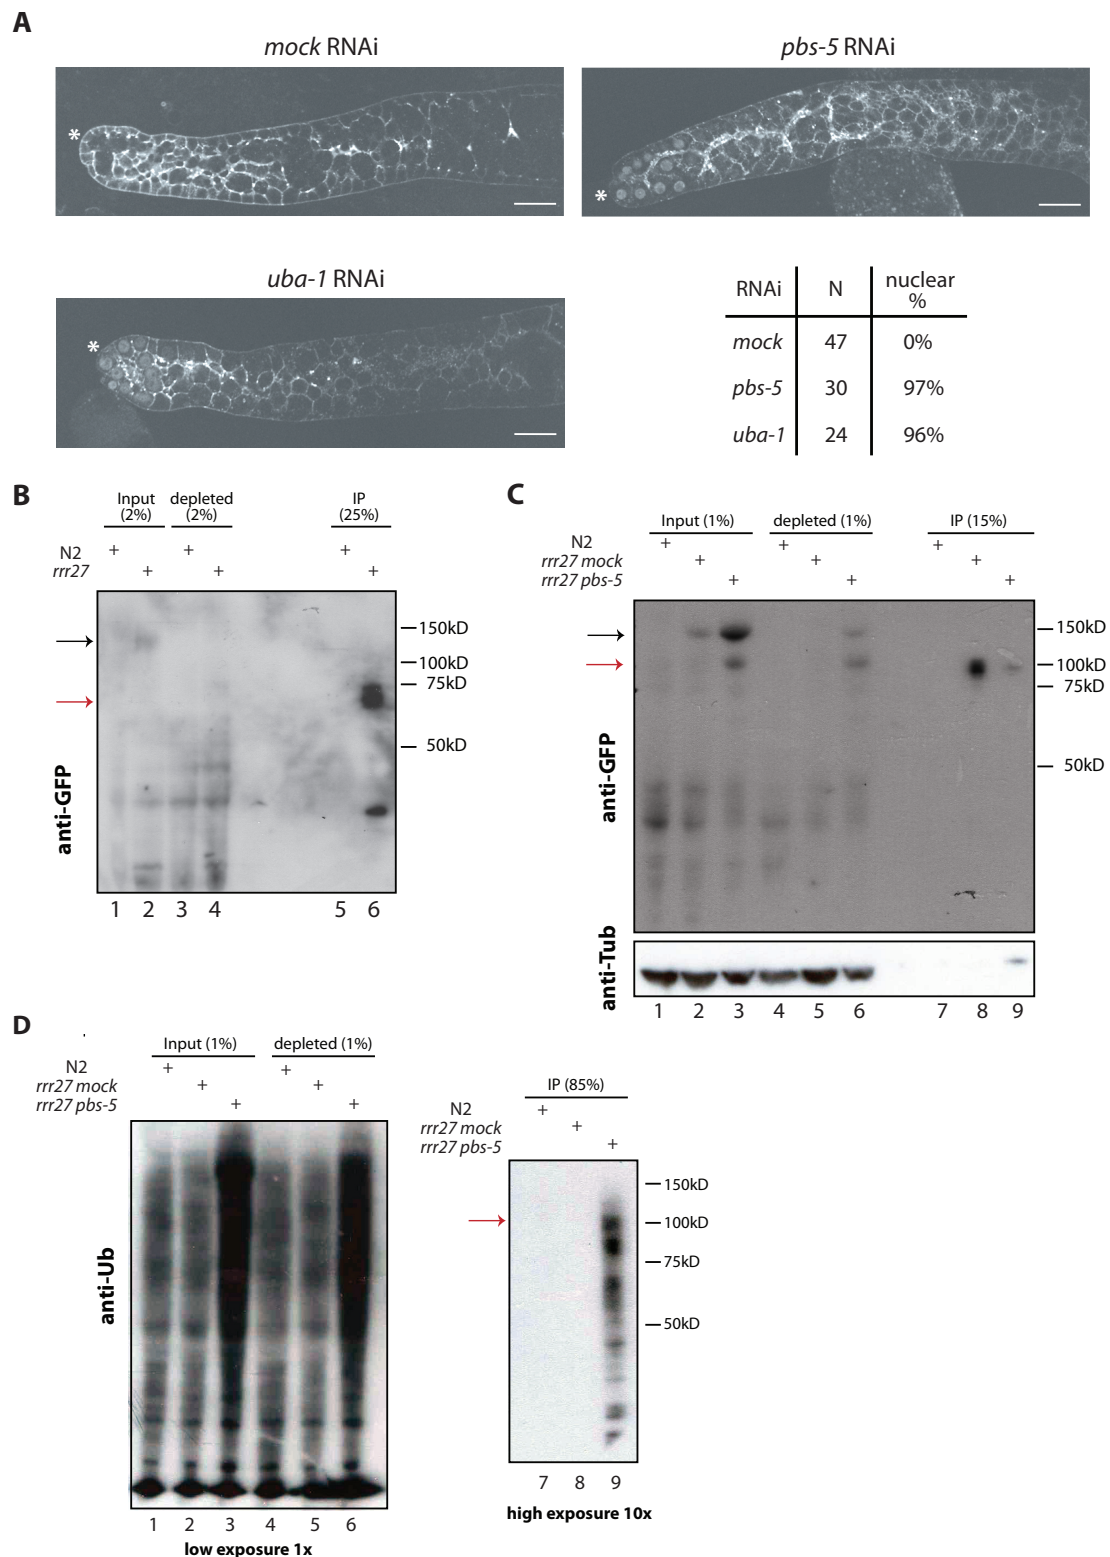 A
mock RNAi
pbs-5 RNAi
*
*
uba-1 RNAi
*
RNAi N nuclear %
mock 47 0%
pbs-5 30 97%
uba-1 24 96%
B
Input (2%) depleted (2%) IP (25%)
N2 + + +
rrr27 + + +
150kD
100kD
75kD
50kD
anti-GFP
1 2 3 4 5 6
C
Input (1%) depleted (1%) IP (15%)
N2 + + +
rrr27 mock + + +
rrr27 pbs-5 + + +
150kD
100kD
75kD
50kD
anti-GFP
anti-Tub
1 2 3 4 5 6 7 8 9
D
Input (1%) depleted (1%)
N2 + +
rrr27 mock + +
rrr27 pbs-5 + +
anti-Ub
1 2 3 4 5 6
low exposure 1x
IP (85%)
N2 +
rrr27 mock +
rrr27 pbs-5 +
150kD
100kD
75kD
50kD
7 8 9
high exposure 10x